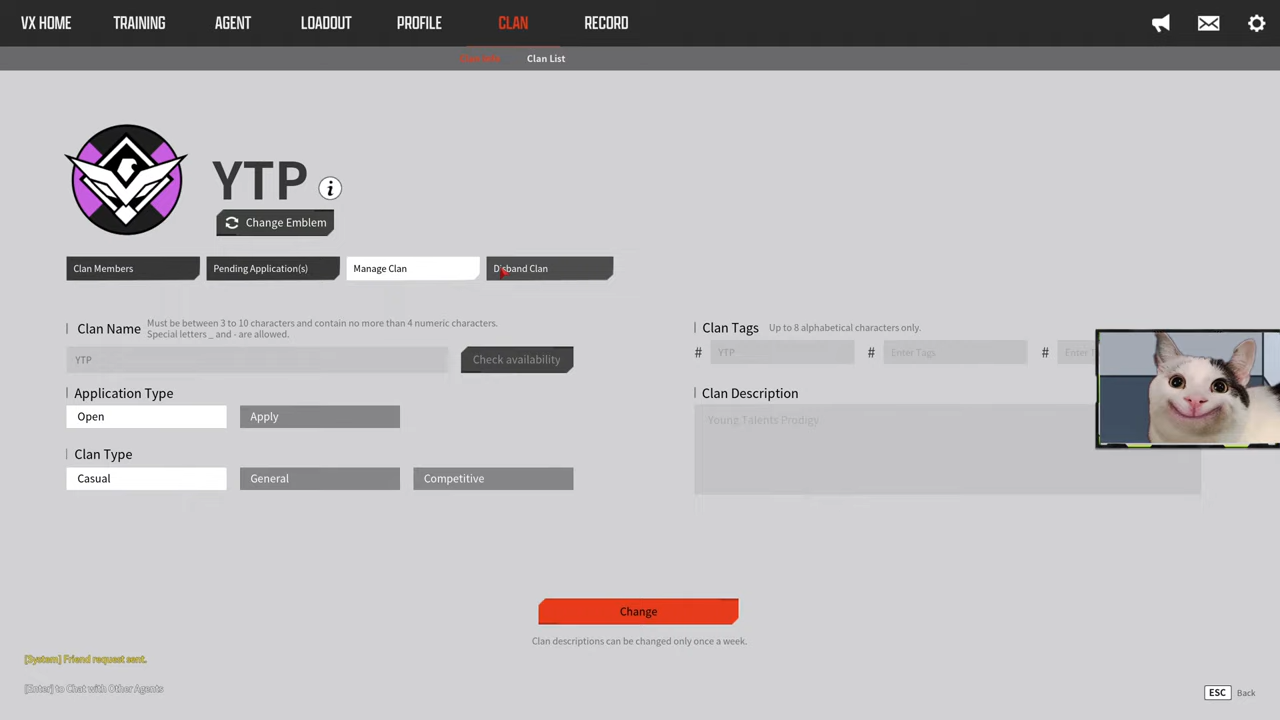 VX HOME
TRAINING
AGENT
LOADOUT
PROFILE
CLAN
RECORD
Clan Info
Clan List
YTP
i
Change Emblem
Clan Members
Pending Application(s)
Manage Clan
Disband Clan
Clan Name
Must be between 3 to 10 characters and contain no more than 4 numeric characters.
Special letters _ and - are allowed.
YTP
Check availability
Application Type
Open
Apply
Clan Type
Casual
General
Competitive
Clan Tags
Up to 8 alphabetical characters only.
# YTP
# Enter Tags
# Enter
Clan Description
Young Talents Prodigy
Change
Clan descriptions can be changed only once a week.
[System] Friend request sent.
[Enter] to Chat with Other Agents
ESC Back